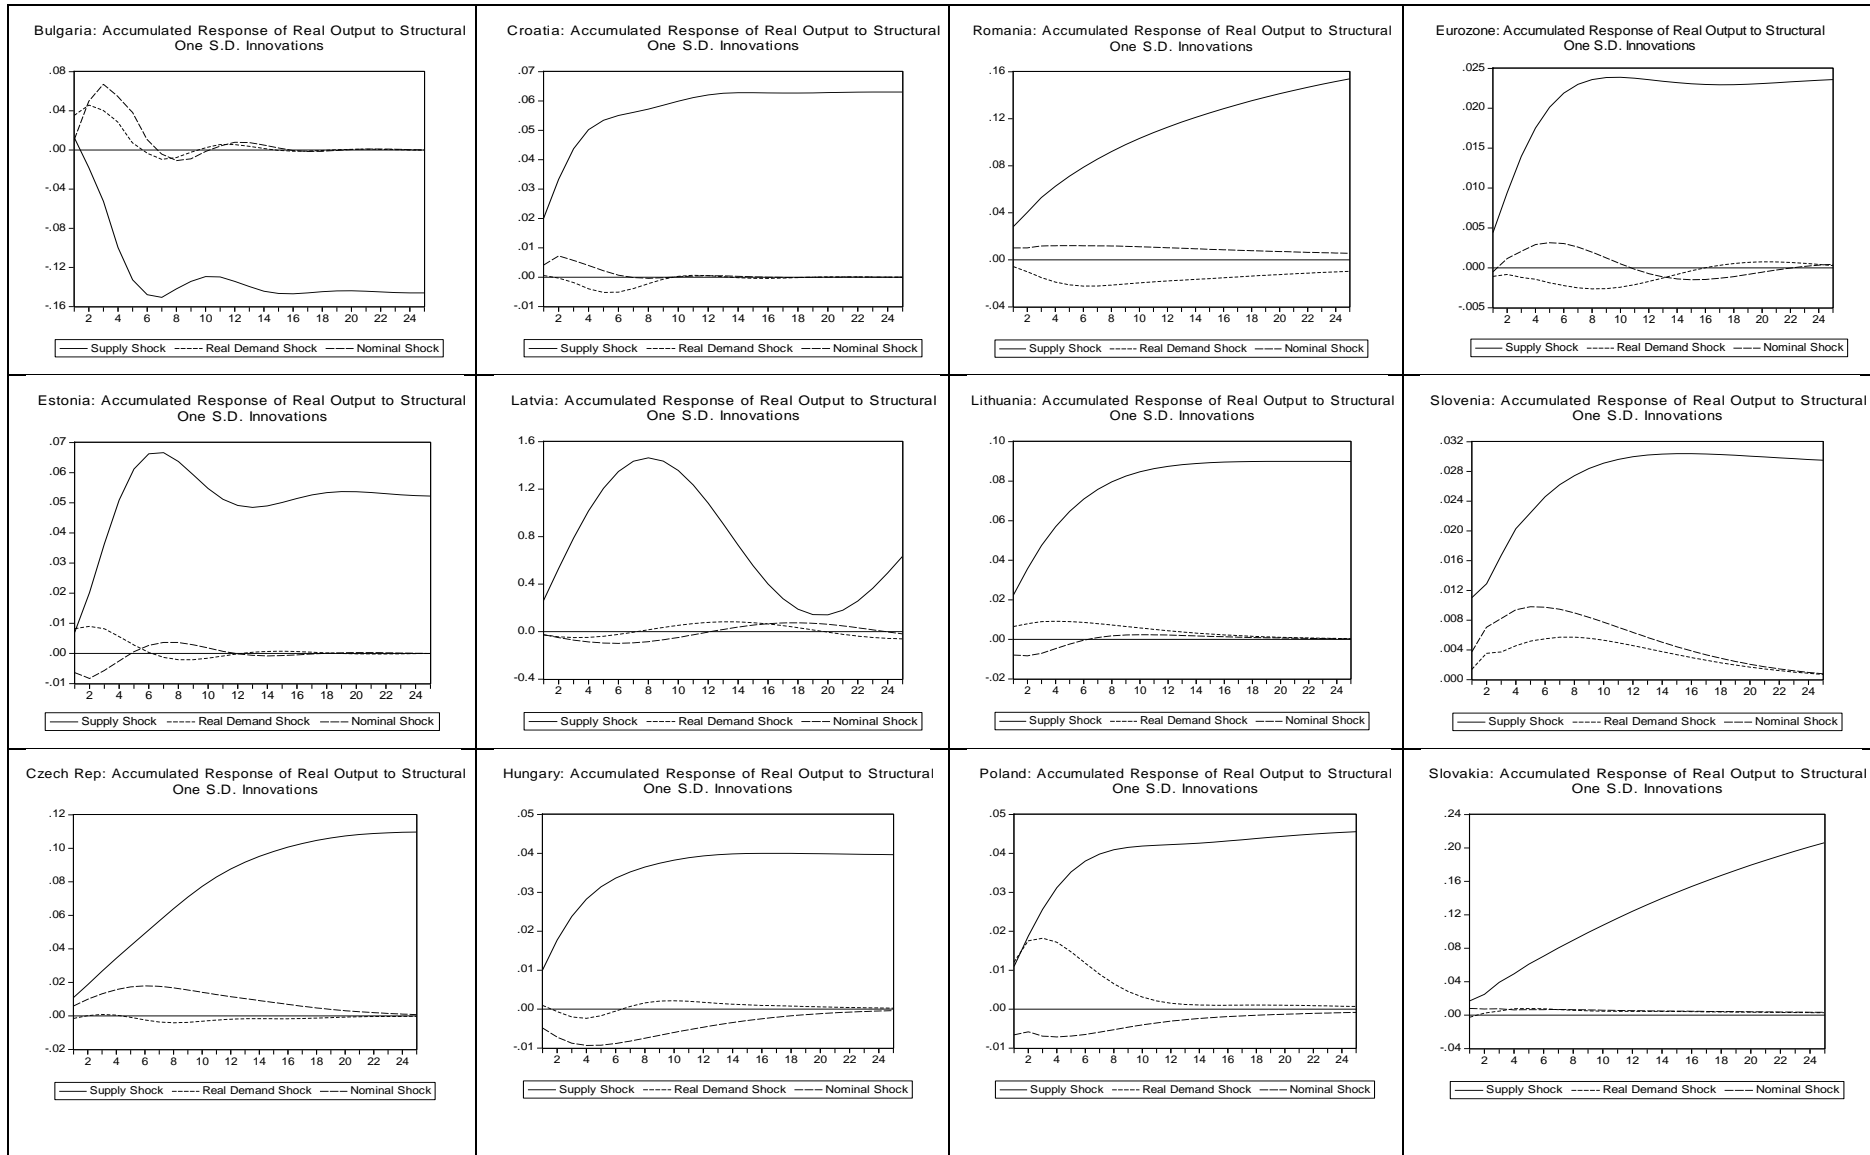 Bulgaria: Accumulated Response of Real Output to Structural
One S.D. Innovations
.08
.04
.00
-.04
-.08
-.12
-.16
2 4 6 8 10 12 14 16 18 20 22 24
Supply Shock Real Demand Shock Nominal Shock
Croatia: Accumulated Response of Real Output to Structural
One S.D. Innovations
.07
.06
.05
.04
.03
.02
.01
.00
-.01
2 4 6 8 10 12 14 16 18 20 22 24
Supply Shock Real Demand Shock Nominal Shock
Romania: Accumulated Response of Real Output to Structural
One S.D. Innovations
.16
.12
.08
.04
.00
-.04
2 4 6 8 10 12 14 16 18 20 22 24
Supply Shock Real Demand Shock Nominal Shock
Eurozone: Accumulated Response of Real Output to Structural
One S.D. Innovations
.025
.020
.015
.010
.005
.000
-.005
2 4 6 8 10 12 14 16 18 20 22 24
Supply Shock Real Demand Shock Nominal Shock
Estonia: Accumulated Response of Real Output to Structural
One S.D. Innovations
.07
.06
.05
.04
.03
.02
.01
.00
-.01
2 4 6 8 10 12 14 16 18 20 22 24
Supply Shock Real Demand Shock Nominal Shock
Latvia: Accumulated Response of Real Output to Structural
One S.D. Innovations
1.6
1.2
0.8
0.4
0.0
-0.4
2 4 6 8 10 12 14 16 18 20 22 24
Supply Shock Real Demand Shock Nominal Shock
Lithuania: Accumulated Response of Real Output to Structural
One S.D. Innovations
.10
.08
.06
.04
.02
.00
-.02
2 4 6 8 10 12 14 16 18 20 22 24
Supply Shock Real Demand Shock Nominal Shock
Slovenia: Accumulated Response of Real Output to Structural
One S.D. Innovations
.032
.028
.024
.020
.016
.012
.008
.004
.000
2 4 6 8 10 12 14 16 18 20 22 24
Supply Shock Real Demand Shock Nominal Shock
Czech Rep: Accumulated Response of Real Output to Structural
One S.D. Innovations
.12
.10
.08
.06
.04
.02
.00
-.02
2 4 6 8 10 12 14 16 18 20 22 24
Supply Shock Real Demand Shock Nominal Shock
Hungary: Accumulated Response of Real Output to Structural
One S.D. Innovations
.05
.04
.03
.02
.01
.00
-.01
2 4 6 8 10 12 14 16 18 20 22 24
Supply Shock Real Demand Shock Nominal Shock
Poland: Accumulated Response of Real Output to Structural
One S.D. Innovations
.05
.04
.03
.02
.01
.00
-.01
2 4 6 8 10 12 14 16 18 20 22 24
Supply Shock Real Demand Shock Nominal Shock
Slovakia: Accumulated Response of Real Output to Structural
One S.D. Innovations
.24
.20
.16
.12
.08
.04
.00
-.04
2 4 6 8 10 12 14 16 18 20 22 24
Supply Shock Real Demand Shock Nominal Shock